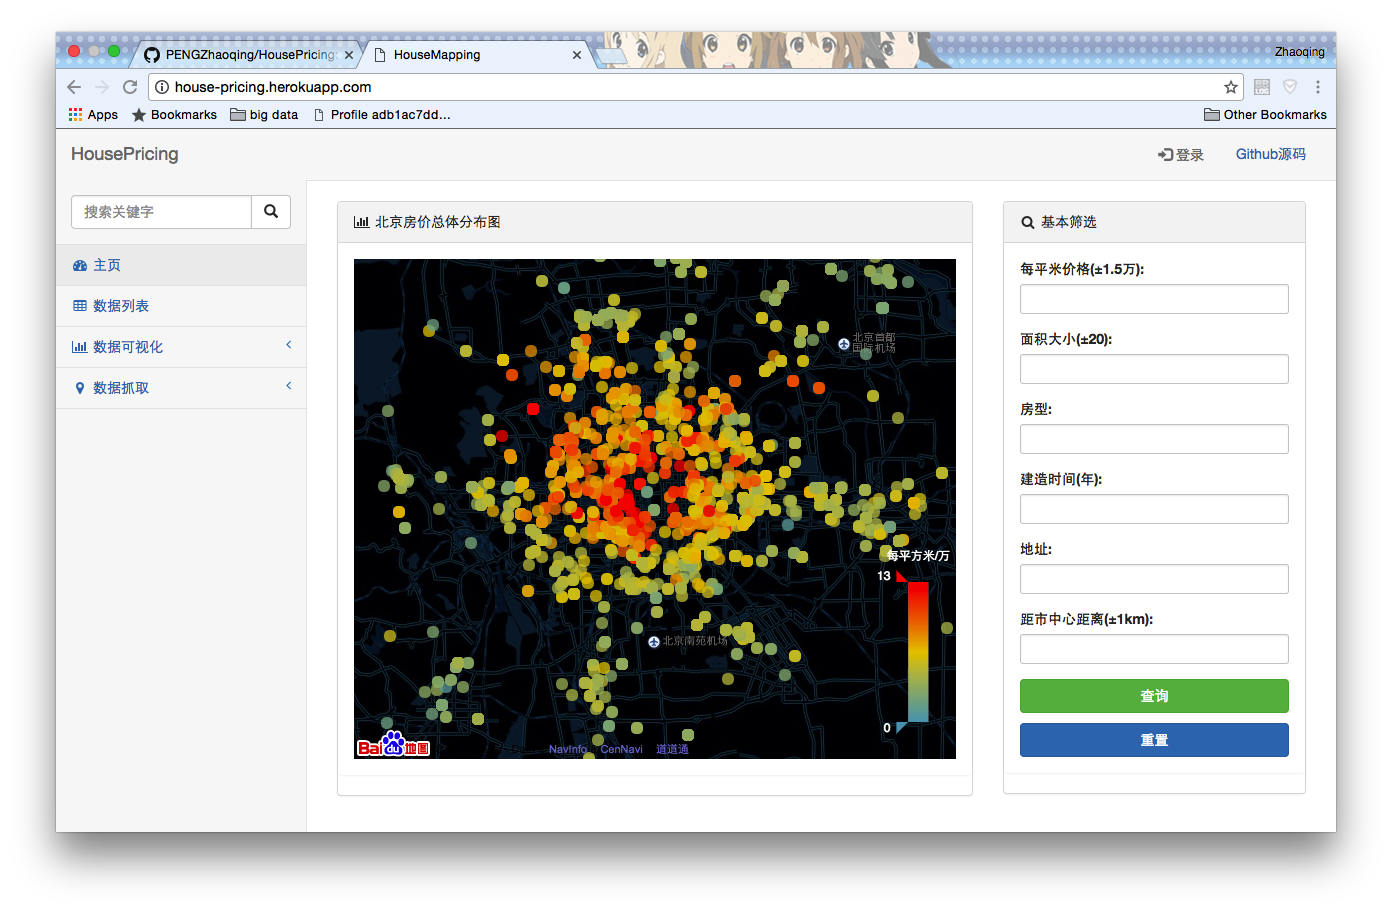 PENGZhaoqing/HousePricing
HouseMapping
Zhaoqing
house-pricing.herokuapp.com
Apps
Bookmarks
big data
Profile adb1ac7dd...
Other Bookmarks
HousePricing
登录
Github源码
搜索关键字
主页
数据列表
数据可视化
数据抓取
北京房价总体分布图
北京首都
国际机场
每平方米/万
13
0
北京南苑机场
Bai du 地图
NavInfo
CenNavi
道道通
基本筛选
每平米价格(±1.5万):
面积大小(±20):
房型:
建造时间(年):
地址:
距市中心距离(±1km):
查询
重置